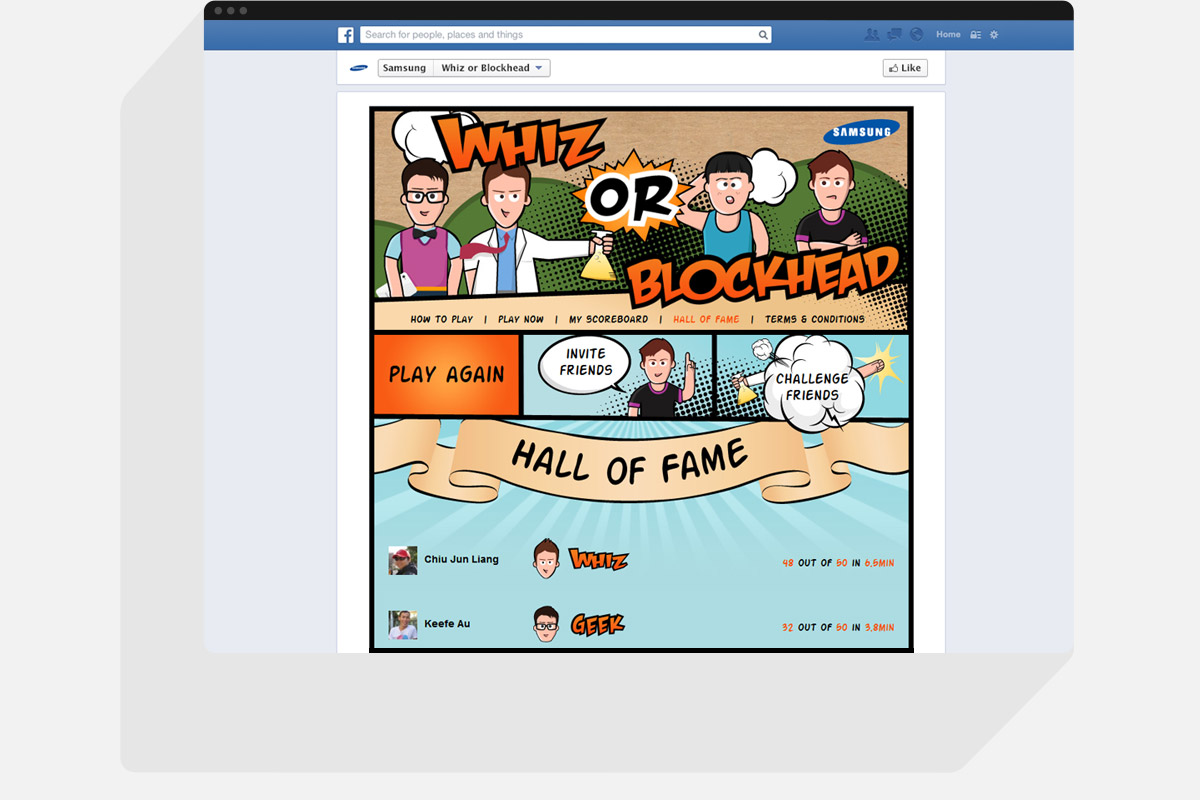 Search for people, places and things
Home
Samsung Whiz or Blockhead
Like
WHIZ
OR
BLOCKHEAD
SAMSUNG
HOW TO PLAY | PLAY NOW | MY SCOREBOARD | HALL OF FAME | TERMS & CONDITIONS
PLAY AGAIN
INVITE
FRIENDS
CHALLENGE
FRIENDS
HALL OF FAME
Chiu Jun Liang WHIZ 48 OUT OF 50 IN 6.5MIN
Keefe Au GEEK 32 OUT OF 50 IN 3.8MIN